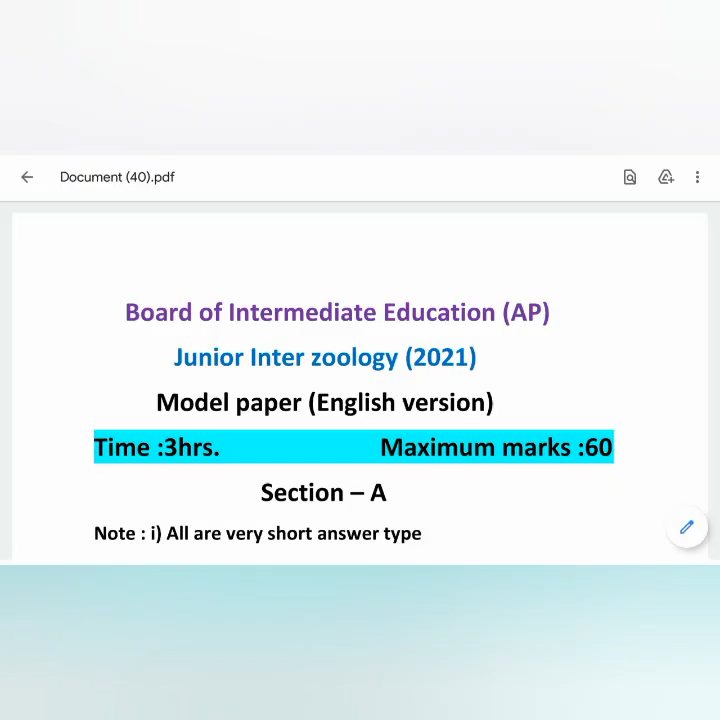 Document (40).pdf
Board of Intermediate Education (AP)
Junior Inter zoology (2021)
Model paper (English version)
Time :3hrs. Maximum marks :60
Section – A
Note : i) All are very short answer type